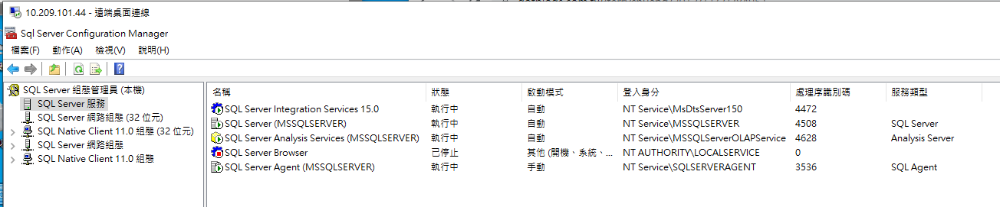 10.209.101.44 - 遠端桌面連線
Sql Server Configuration Manager
檔案(F) 動作(A) 檢視(V) 說明(H)
SQL Server 組態管理員 (本機)
SQL Server 服務
SQL Server 網路組態 (32 位元)
SQL Native Client 11.0 組態 (32 位元)
SQL Server 網路組態
SQL Native Client 11.0 組態
名稱 狀態 啟動模式 登入身分 處理序識別碼 服務類型
SQL Server Integration Services 15.0 執行中 自動 NT Service\MsDtsServer150 4472
SQL Server (MSSQLSERVER) 執行中 自動 NT Service\MSSQLSERVER 4508 SQL Server
SQL Server Analysis Services (MSSQLSERVER) 執行中 自動 NT Service\MSSQLServerOLAPService 4628 Analysis Server
SQL Server Browser 已停止 其他 (開機、系統、... NT AUTHORITY\LOCALSERVICE 0
SQL Server Agent (MSSQLSERVER) 執行中 手動 NT Service\SQLSERVERAGENT 3536 SQL Agent